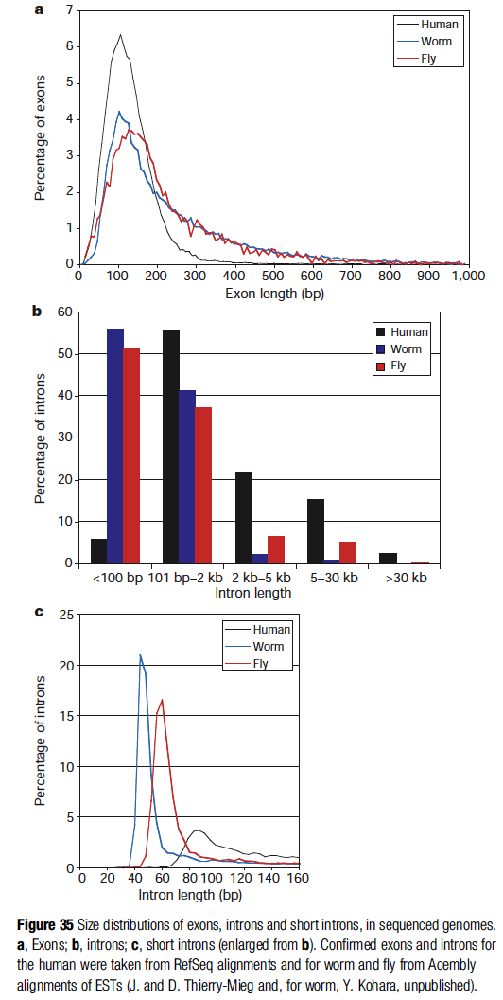 a
7
6
5
4
3
2
1
0
Percentage of exons
Human
Worm
Fly
0 100 200 300 400 500 600 700 800 900 1,000
Exon length (bp)
b
60
50
40
30
20
10
0
Percentage of introns
Human
Worm
Fly
<100 bp 101 bp–2 kb 2 kb–5 kb 5–30 kb >30 kb
Intron length
c
25
20
15
10
5
0
Percentage of introns
Human
Worm
Fly
0 20 40 60 80 100 120 140 160
Intron length (bp)
Figure 35 Size distributions of exons, introns and short introns, in sequenced genomes.
a, Exons; b, introns; c, short introns (enlarged from b). Confirmed exons and introns for
the human were taken from RefSeq alignments and for worm and fly from Acembly
alignments of ESTs (J. and D. Thierry-Mieg and, for worm, Y. Kohara, unpublished).